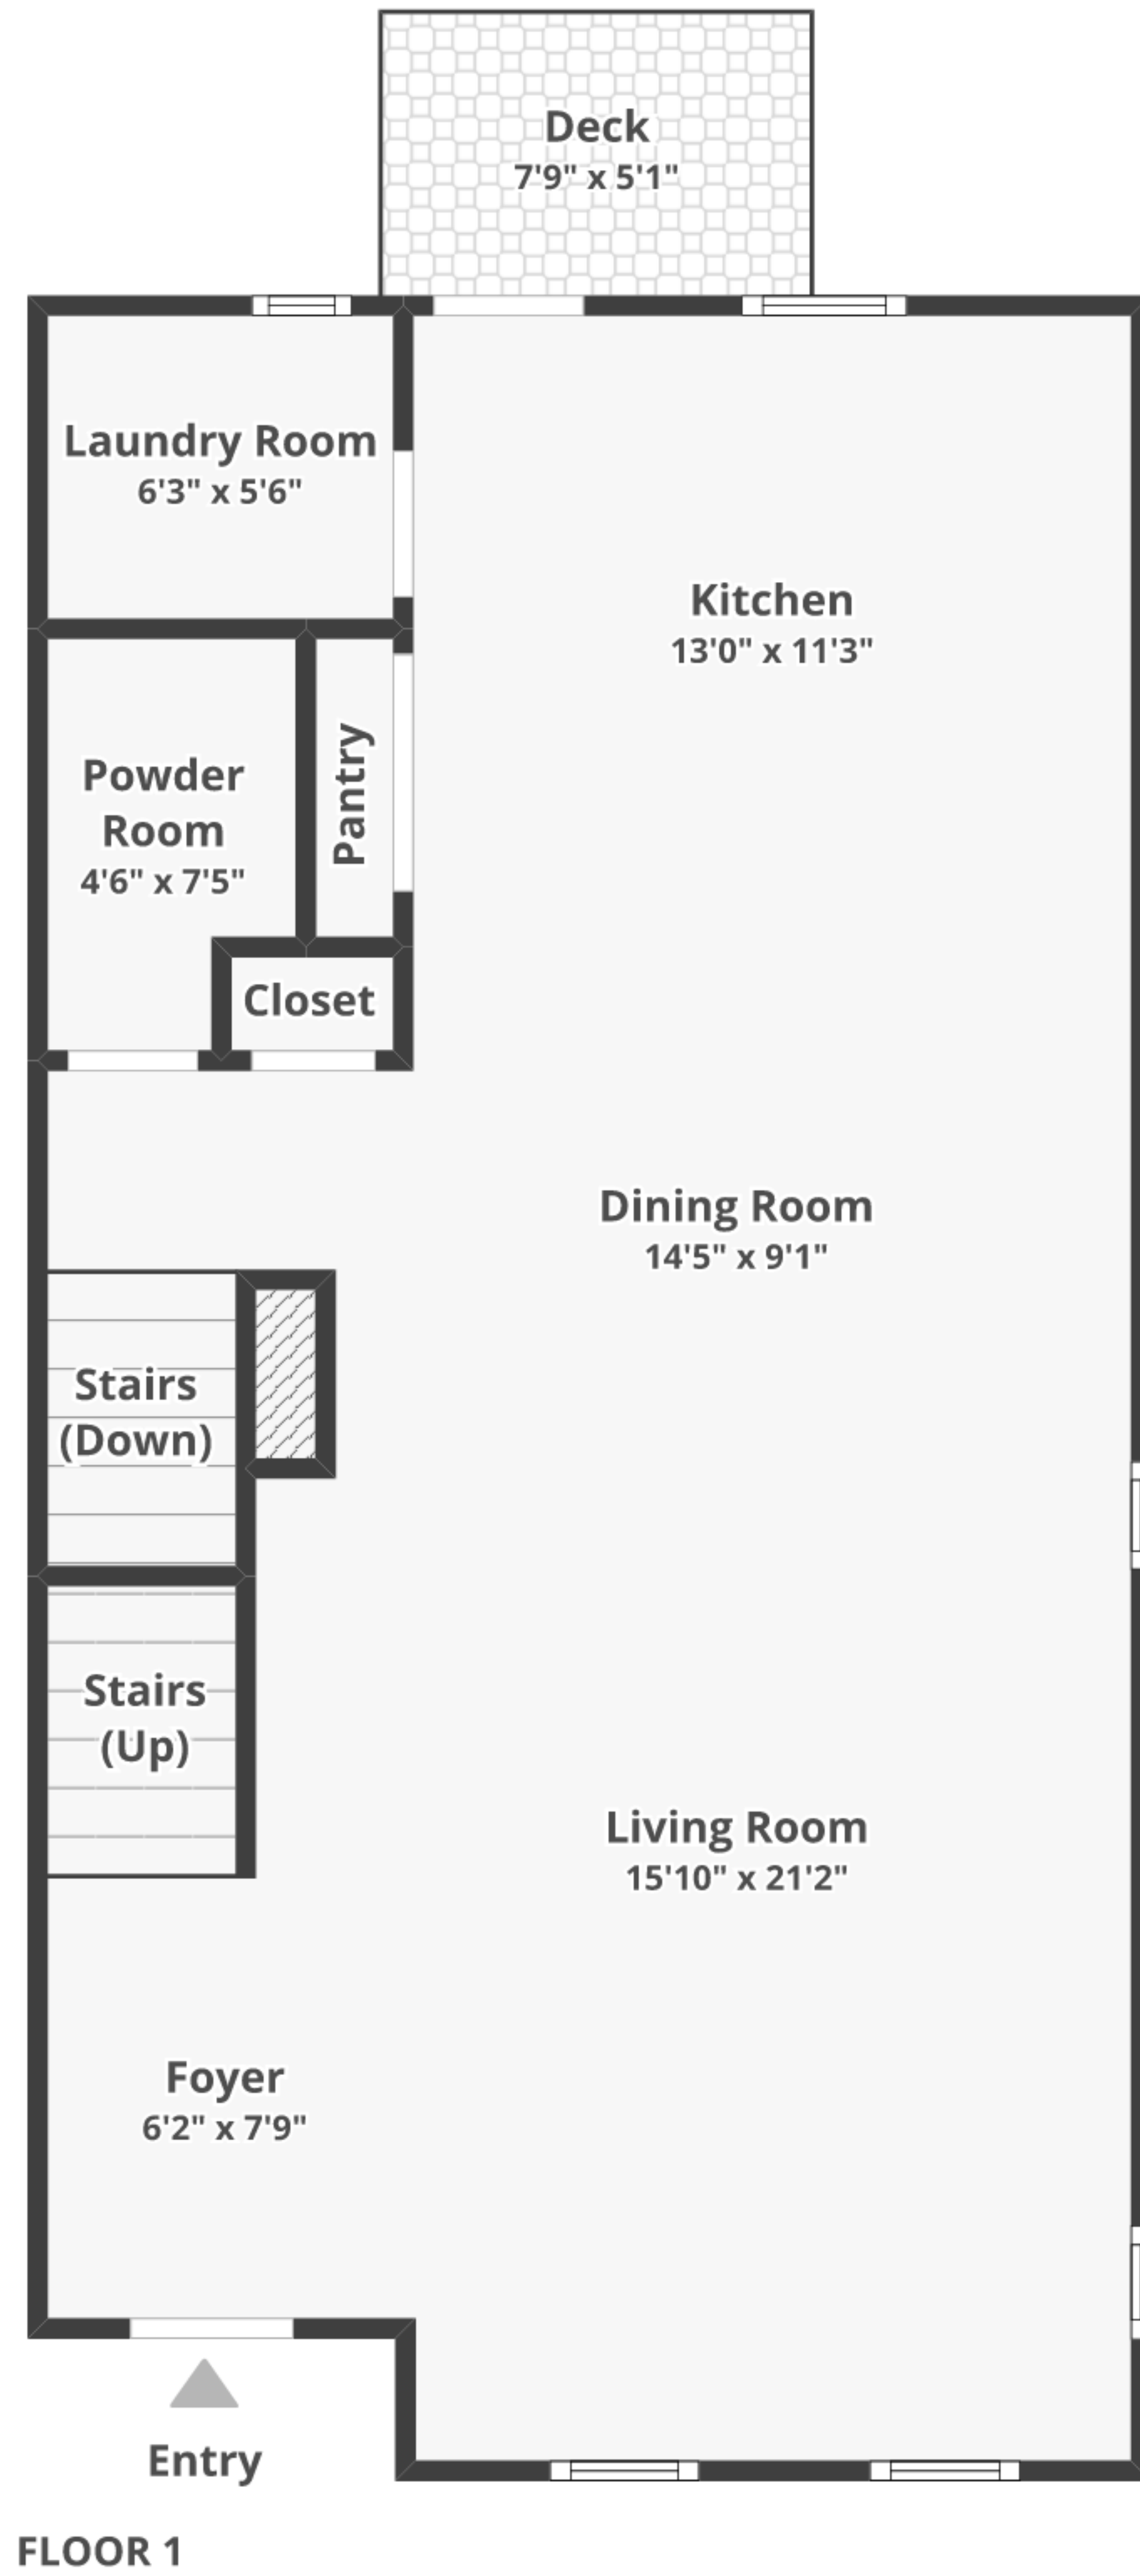 Deck
7'9" x 5'1"
Laundry Room
6'3" x 5'6"
Kitchen
13'0" x 11'3"
Powder
Room
4'6" x 7'5"
Pantry
Closet
Dining Room
14'5" x 9'1"
Stairs
(Down)
Stairs
(Up)
Living Room
15'10" x 21'2"
Foyer
6'2" x 7'9"
Entry
FLOOR 1